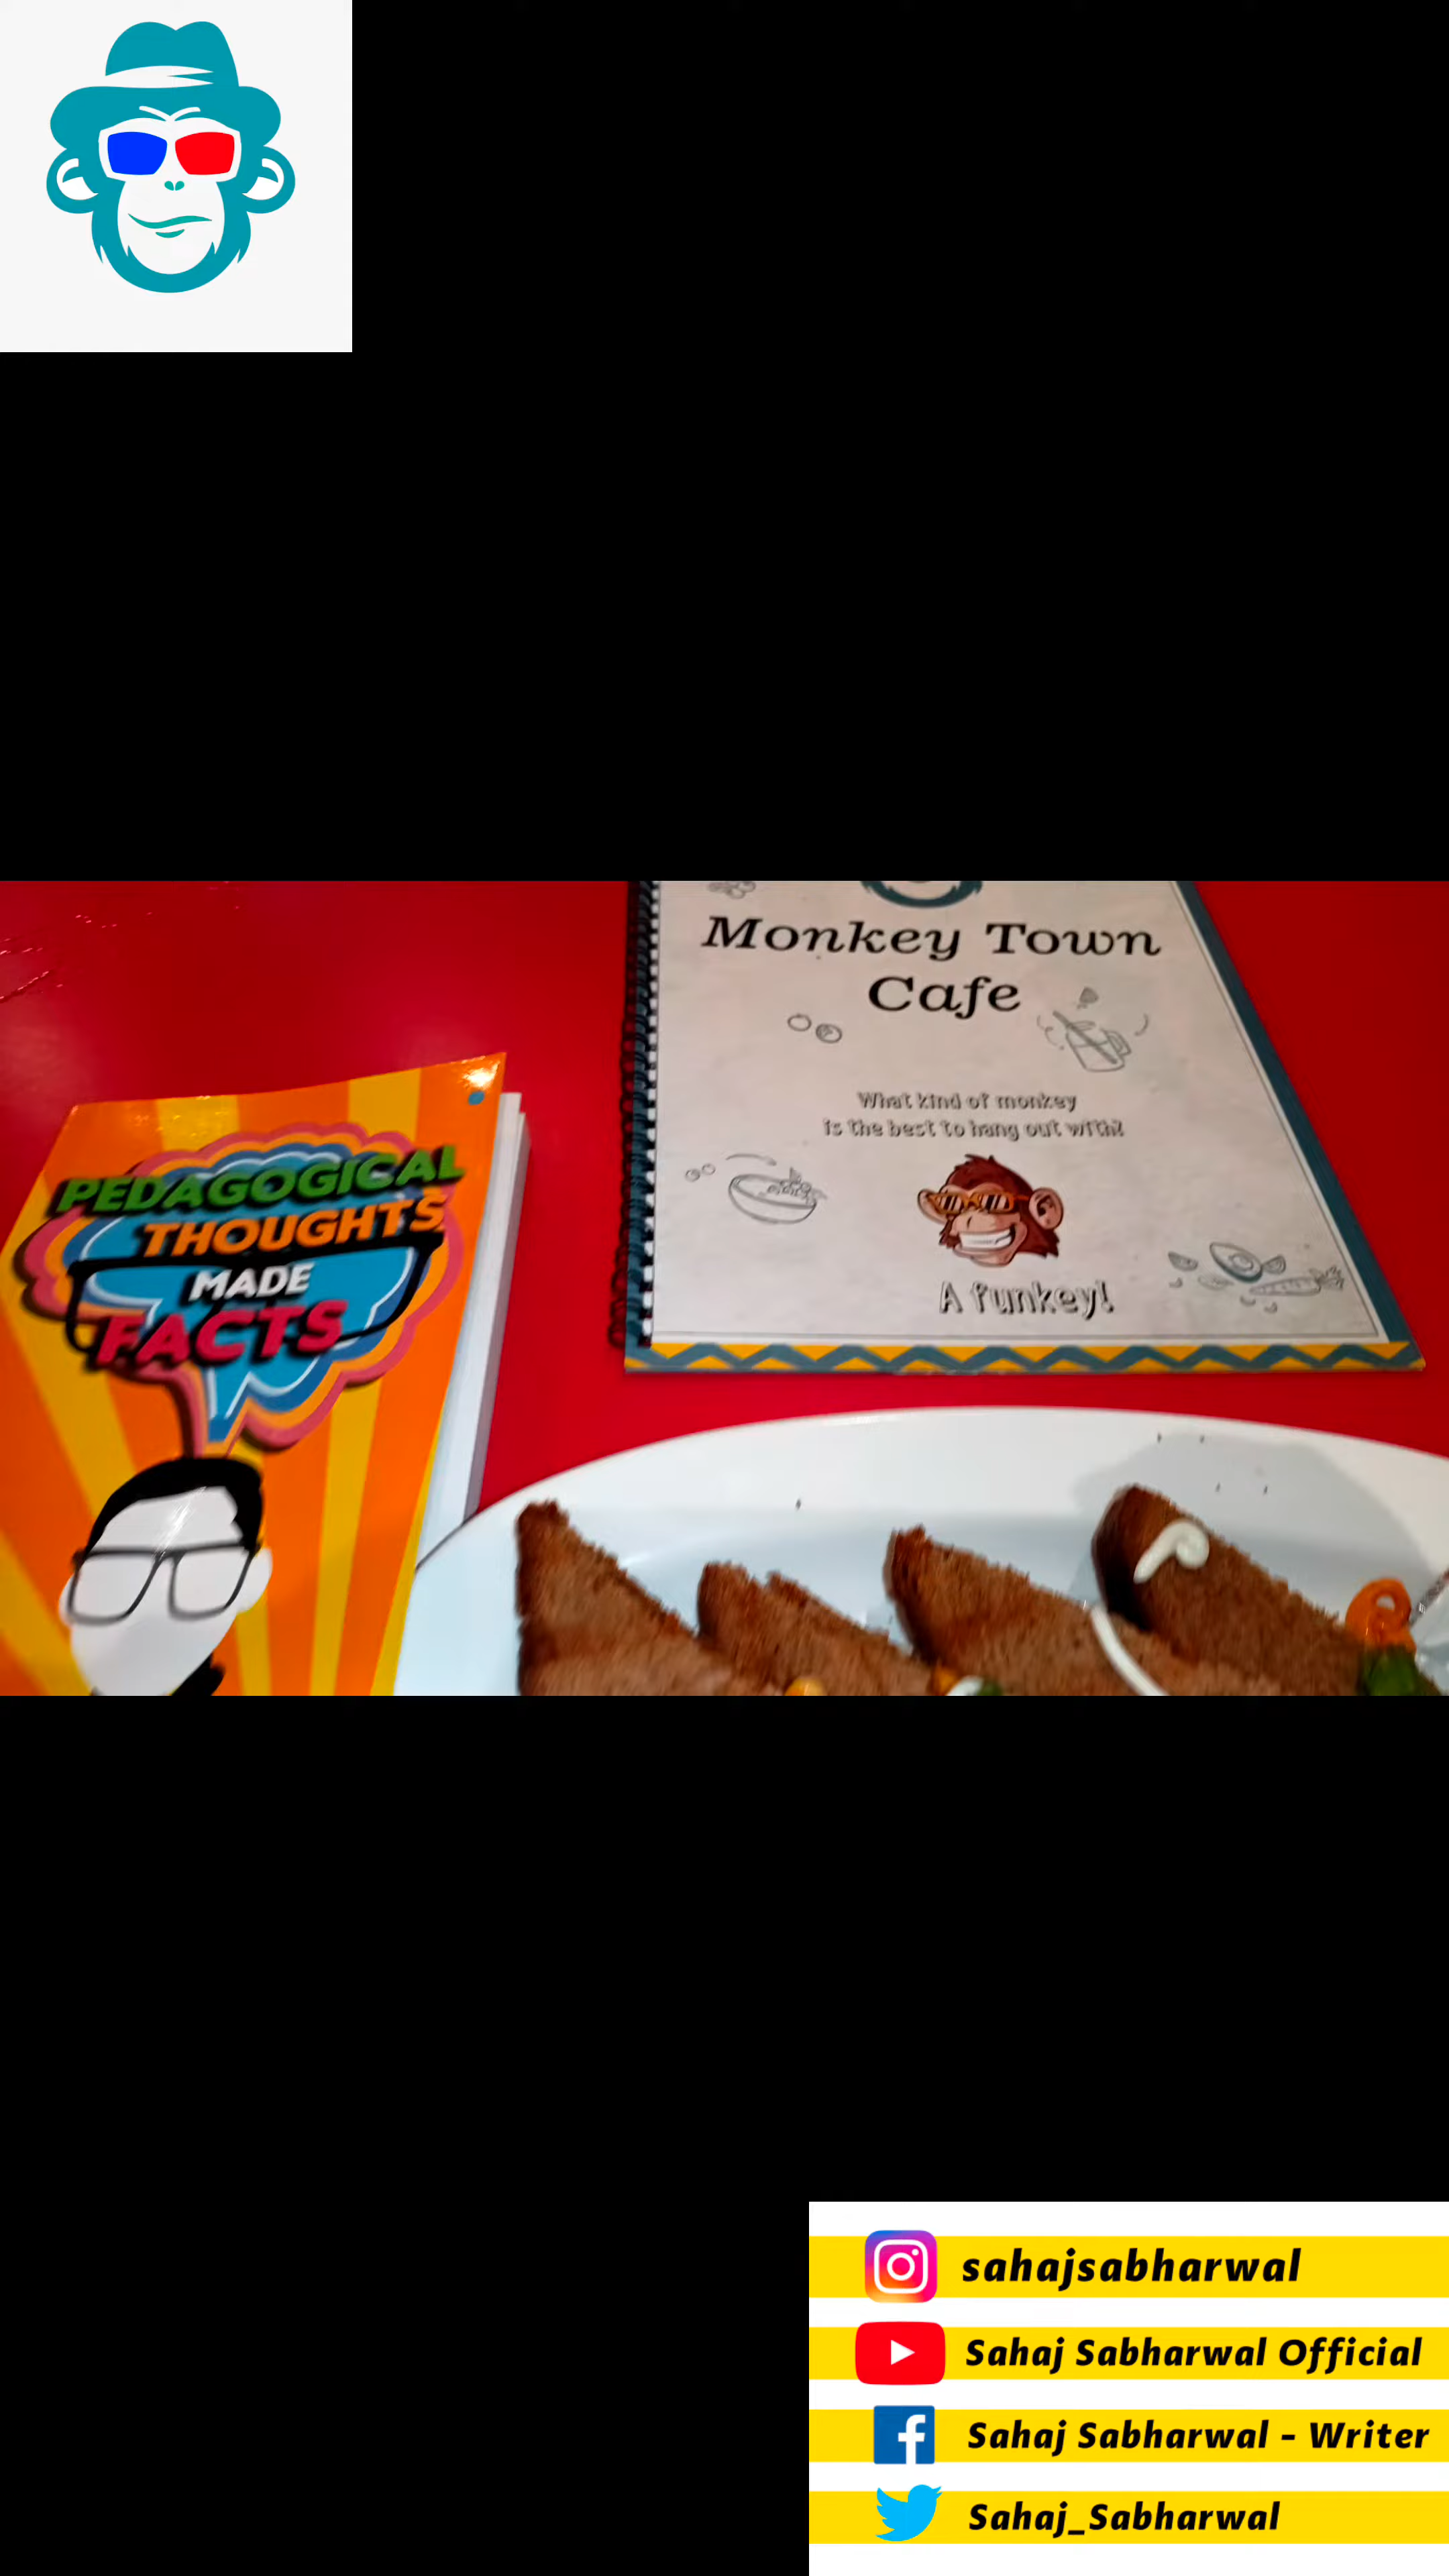 Monkey Town
Cafe
What kind of monkey
is the best to hang out with?
A funkey!
PEDAGOGICAL
THOUGHTS
MADE
FACTS
sahajsabharwal
Sahaj Sabharwal Official
Sahaj Sabharwal - Writer
Sahaj_Sabharwal